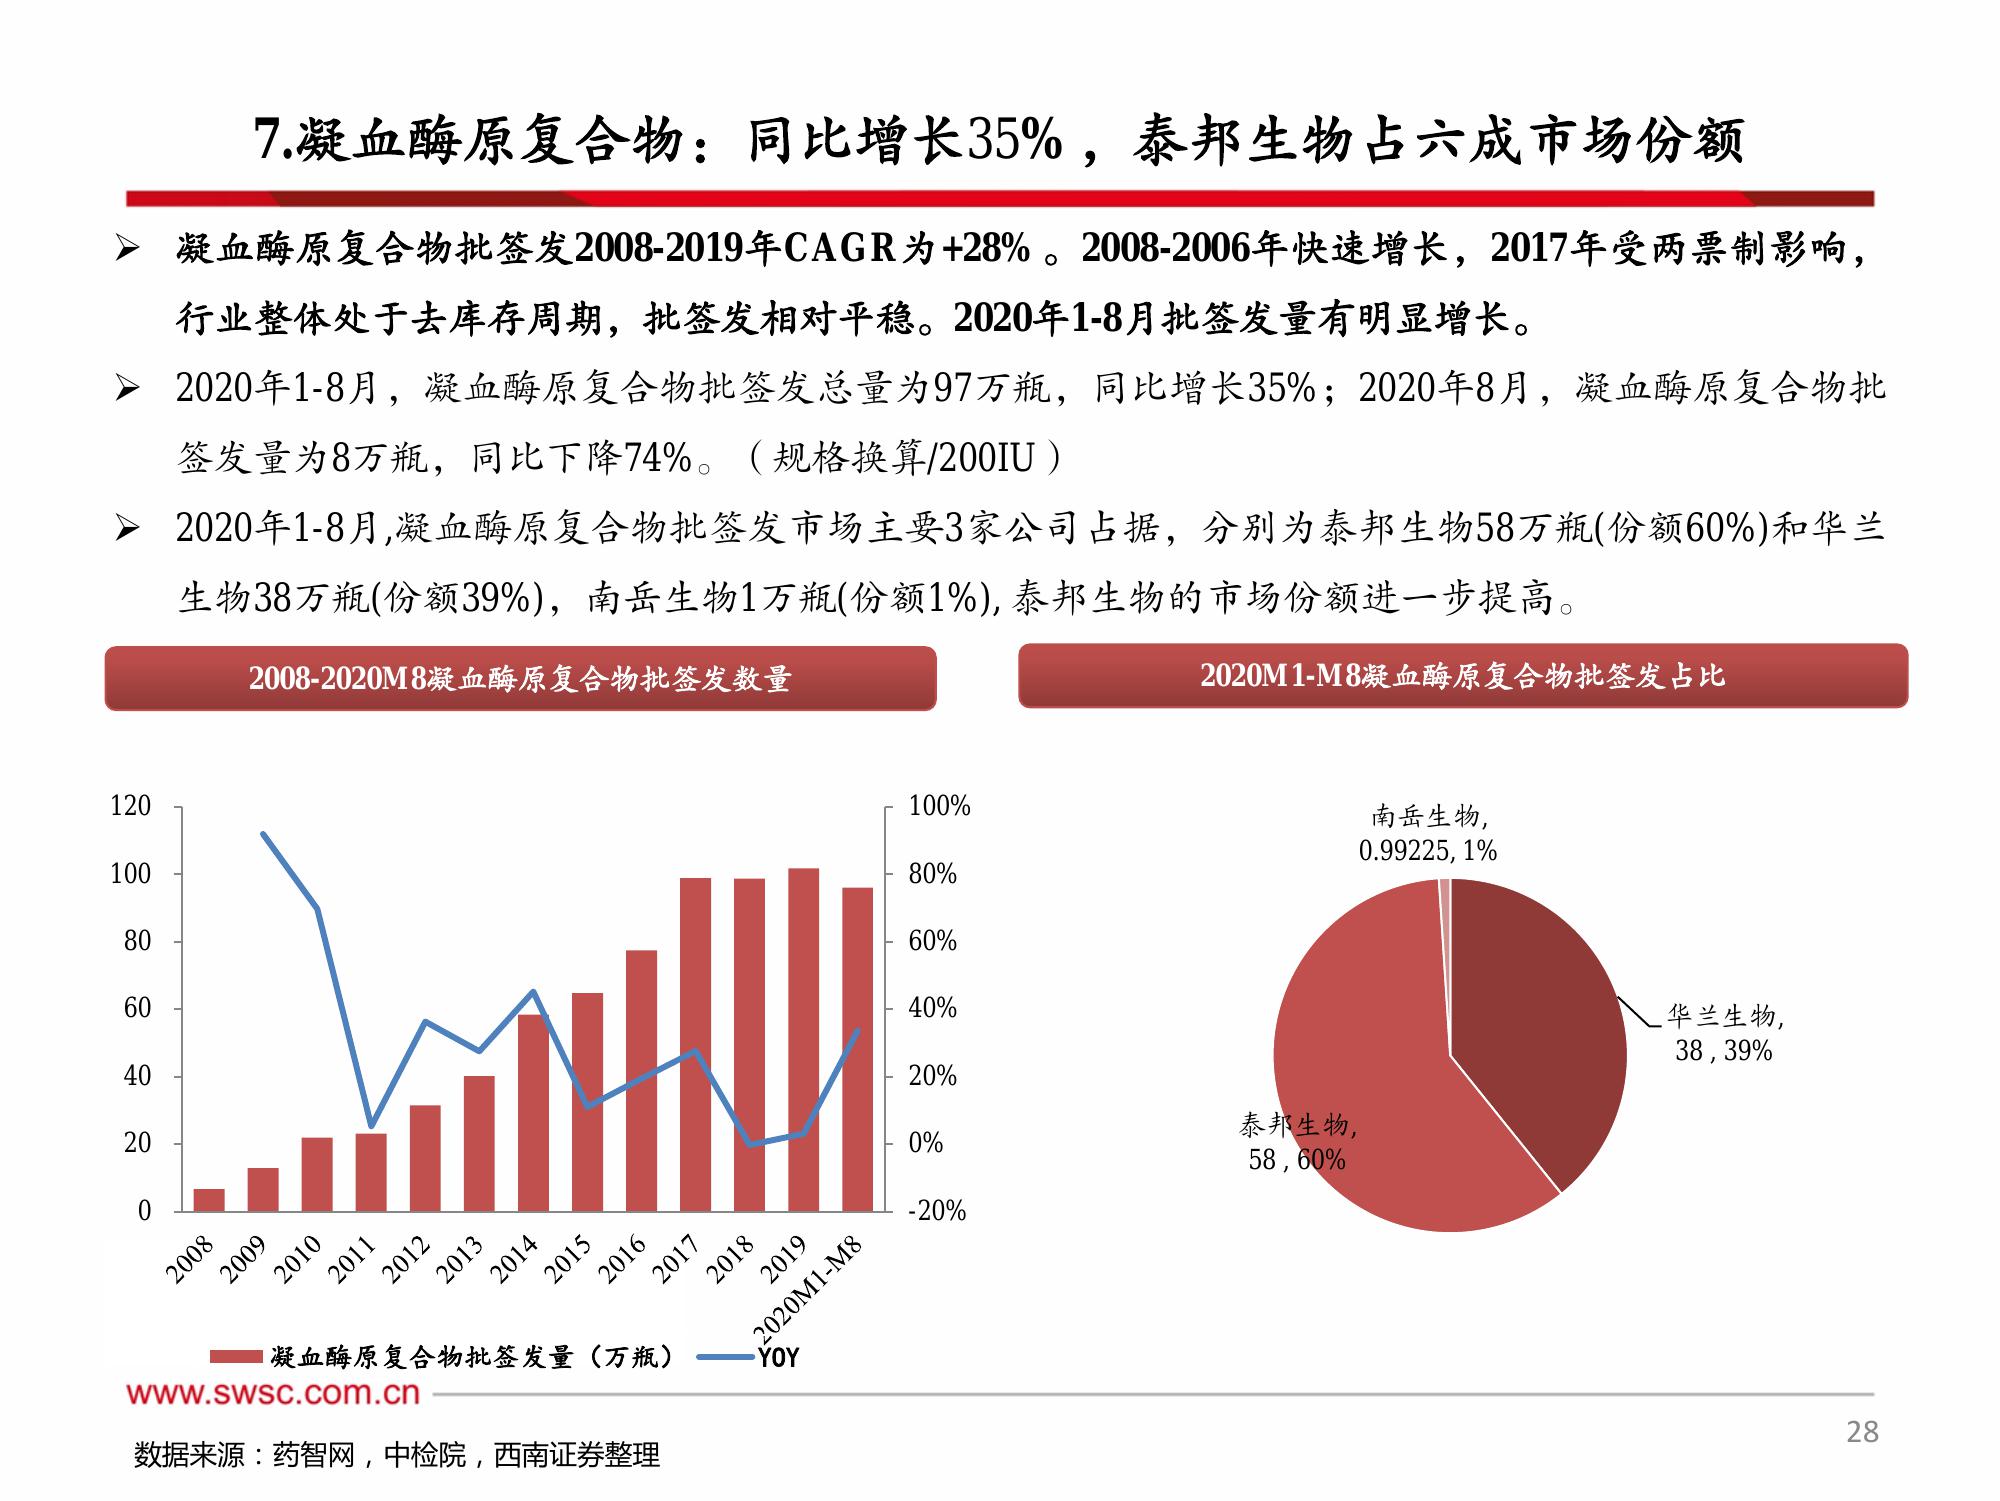 7.凝血酶原复合物：同比增长35%，泰邦生物占六成市场份额
➢ 凝血酶原复合物批签发2008-2019年CAGR为+28%。2008-2006年快速增长，2017年受两票制影响，
行业整体处于去库存周期，批签发相对平稳。2020年1-8月批签发量有明显增长。
➢ 2020年1-8月，凝血酶原复合物批签发总量为97万瓶，同比增长35%；2020年8月，凝血酶原复合物批
签发量为8万瓶，同比下降74%。（规格换算/200IU）
➢ 2020年1-8月,凝血酶原复合物批签发市场主要3家公司占据，分别为泰邦生物58万瓶(份额60%)和华兰
生物38万瓶(份额39%)，南岳生物1万瓶(份额1%),泰邦生物的市场份额进一步提高。
2008-2020M8凝血酶原复合物批签发数量
120
100
80
60
40
20
0
100%
80%
60%
40%
20%
0%
-20%
2008
2009
2010
2011
2012
2013
2014
2015
2016
2017
2018
2019
2020M1-M8
凝血酶原复合物批签发量（万瓶）
YOY
2020M1-M8凝血酶原复合物批签发占比
南岳生物,
0.99225, 1%
华兰生物,
38 , 39%
泰邦生物,
58 , 60%
www.swsc.com.cn
28
数据来源：药智网，中检院，西南证券整理